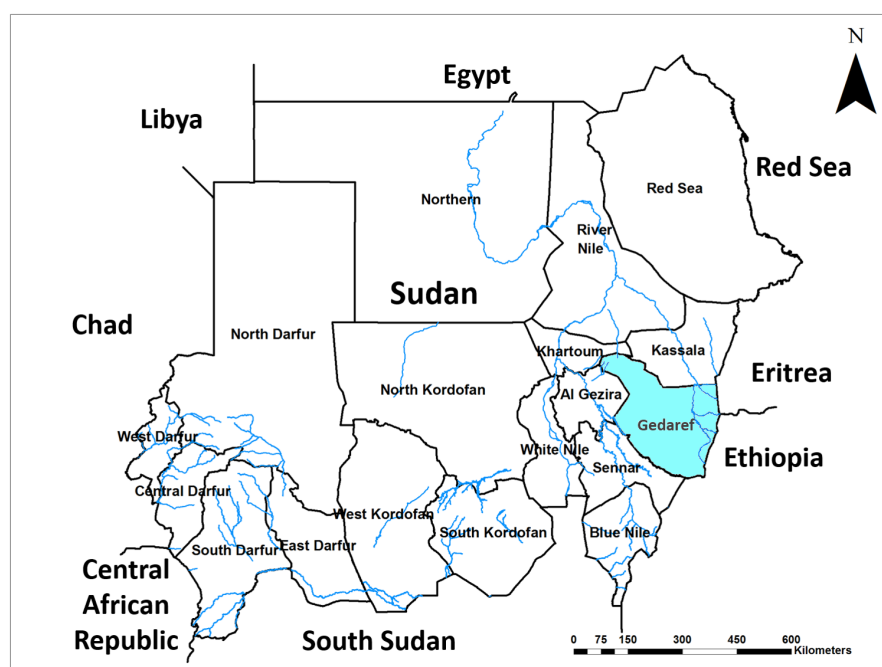 N
Egypt
Libya
Red Sea
Red Sea
Northern
River
Nile
Sudan
Chad
North Darfur
Khartoum
Kassala
Eritrea
North Kordofan
Al Gezira
Gedaref
West Darfur
White Nile
Ethiopia
Sennar
Central Darfur
West Kordofan
South Kordofan
Blue Nile
South Darfur
East Darfur
Central
African
Republic
South Sudan
0 75 150 300 450 600
Kilometers